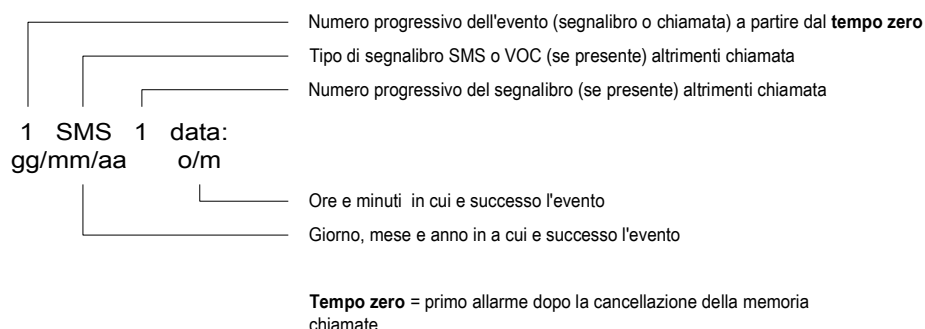 Numero progressivo dell'evento (segnalibro o chiamata) a partire dal tempo zero
Tipo di segnalibro SMS o VOC (se presente) altrimenti chiamata
Numero progressivo del segnalibro (se presente) altrimenti chiamata
1 SMS 1 data:
gg/mm/aa o/m
Ore e minuti in cui e successo l'evento
Giorno, mese e anno in a cui e successo l'evento
Tempo zero = primo allarme dopo la cancellazione della memoria
chiamate